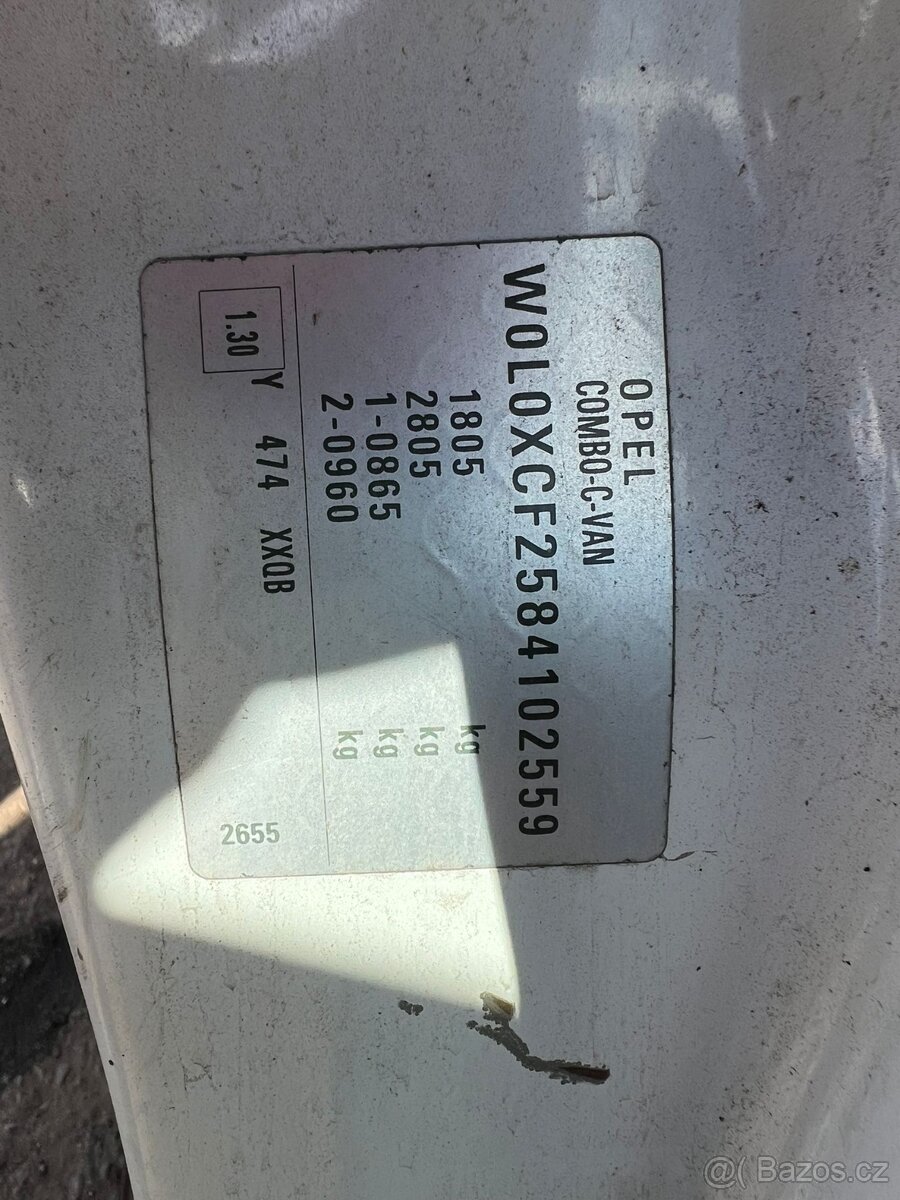 OPEL
COMBO-C-VAN
W0L0XCF2584102559
1805 kg
2805 kg
1-0865 kg
2-0960 kg
1.30 Y 474 XXQB 2655
@( Bazos.cz